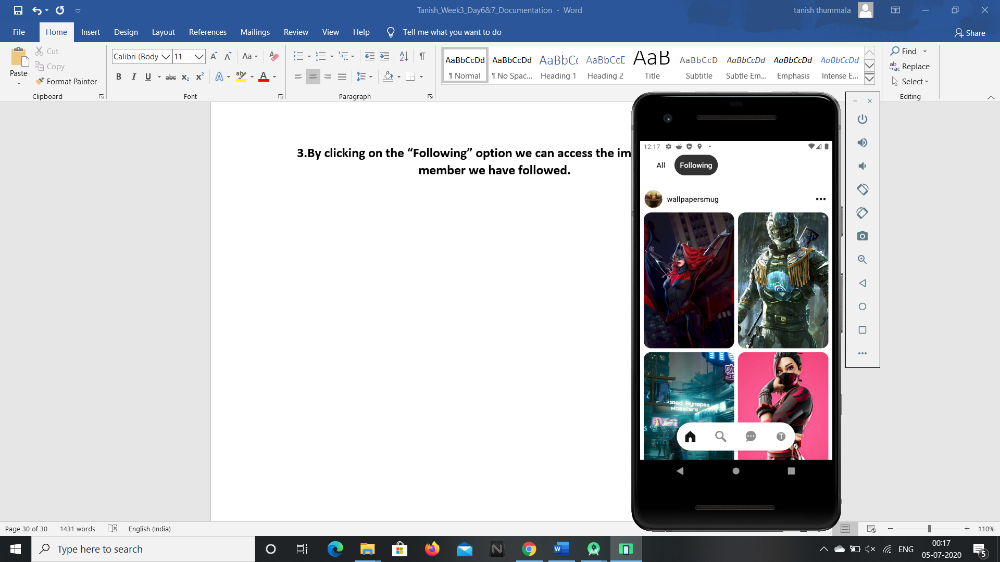 Tanish_Week3_Day6&7_Documentation - Word
tanish thummala
File Home Insert Design Layout References Mailings Review View Help Tell me what you want to do
Share
Paste
Cut
Copy
Format Painter
Clipboard
Calibri (Body 11
Font
Paragraph
AaBbCcDd AaBbCcDd AaBbCc AaBbCcD AaB AaBbCcD AaBbCcDd AaBbCcDd AaBbCcDd
¶ Normal ¶ No Spac... Heading 1 Heading 2 Title Subtitle Subtle Em... Emphasis Intense E...
Find
Replace
Select
Editing
3.By clicking on the “Following” option we can access the im
member we have followed.
12:17
All Following
wallpapersmug
Synapse
Roasters
T
Page 30 of 30 1431 words English (India)
110%
Type here to search
ENG
00:17
05-07-2020
5